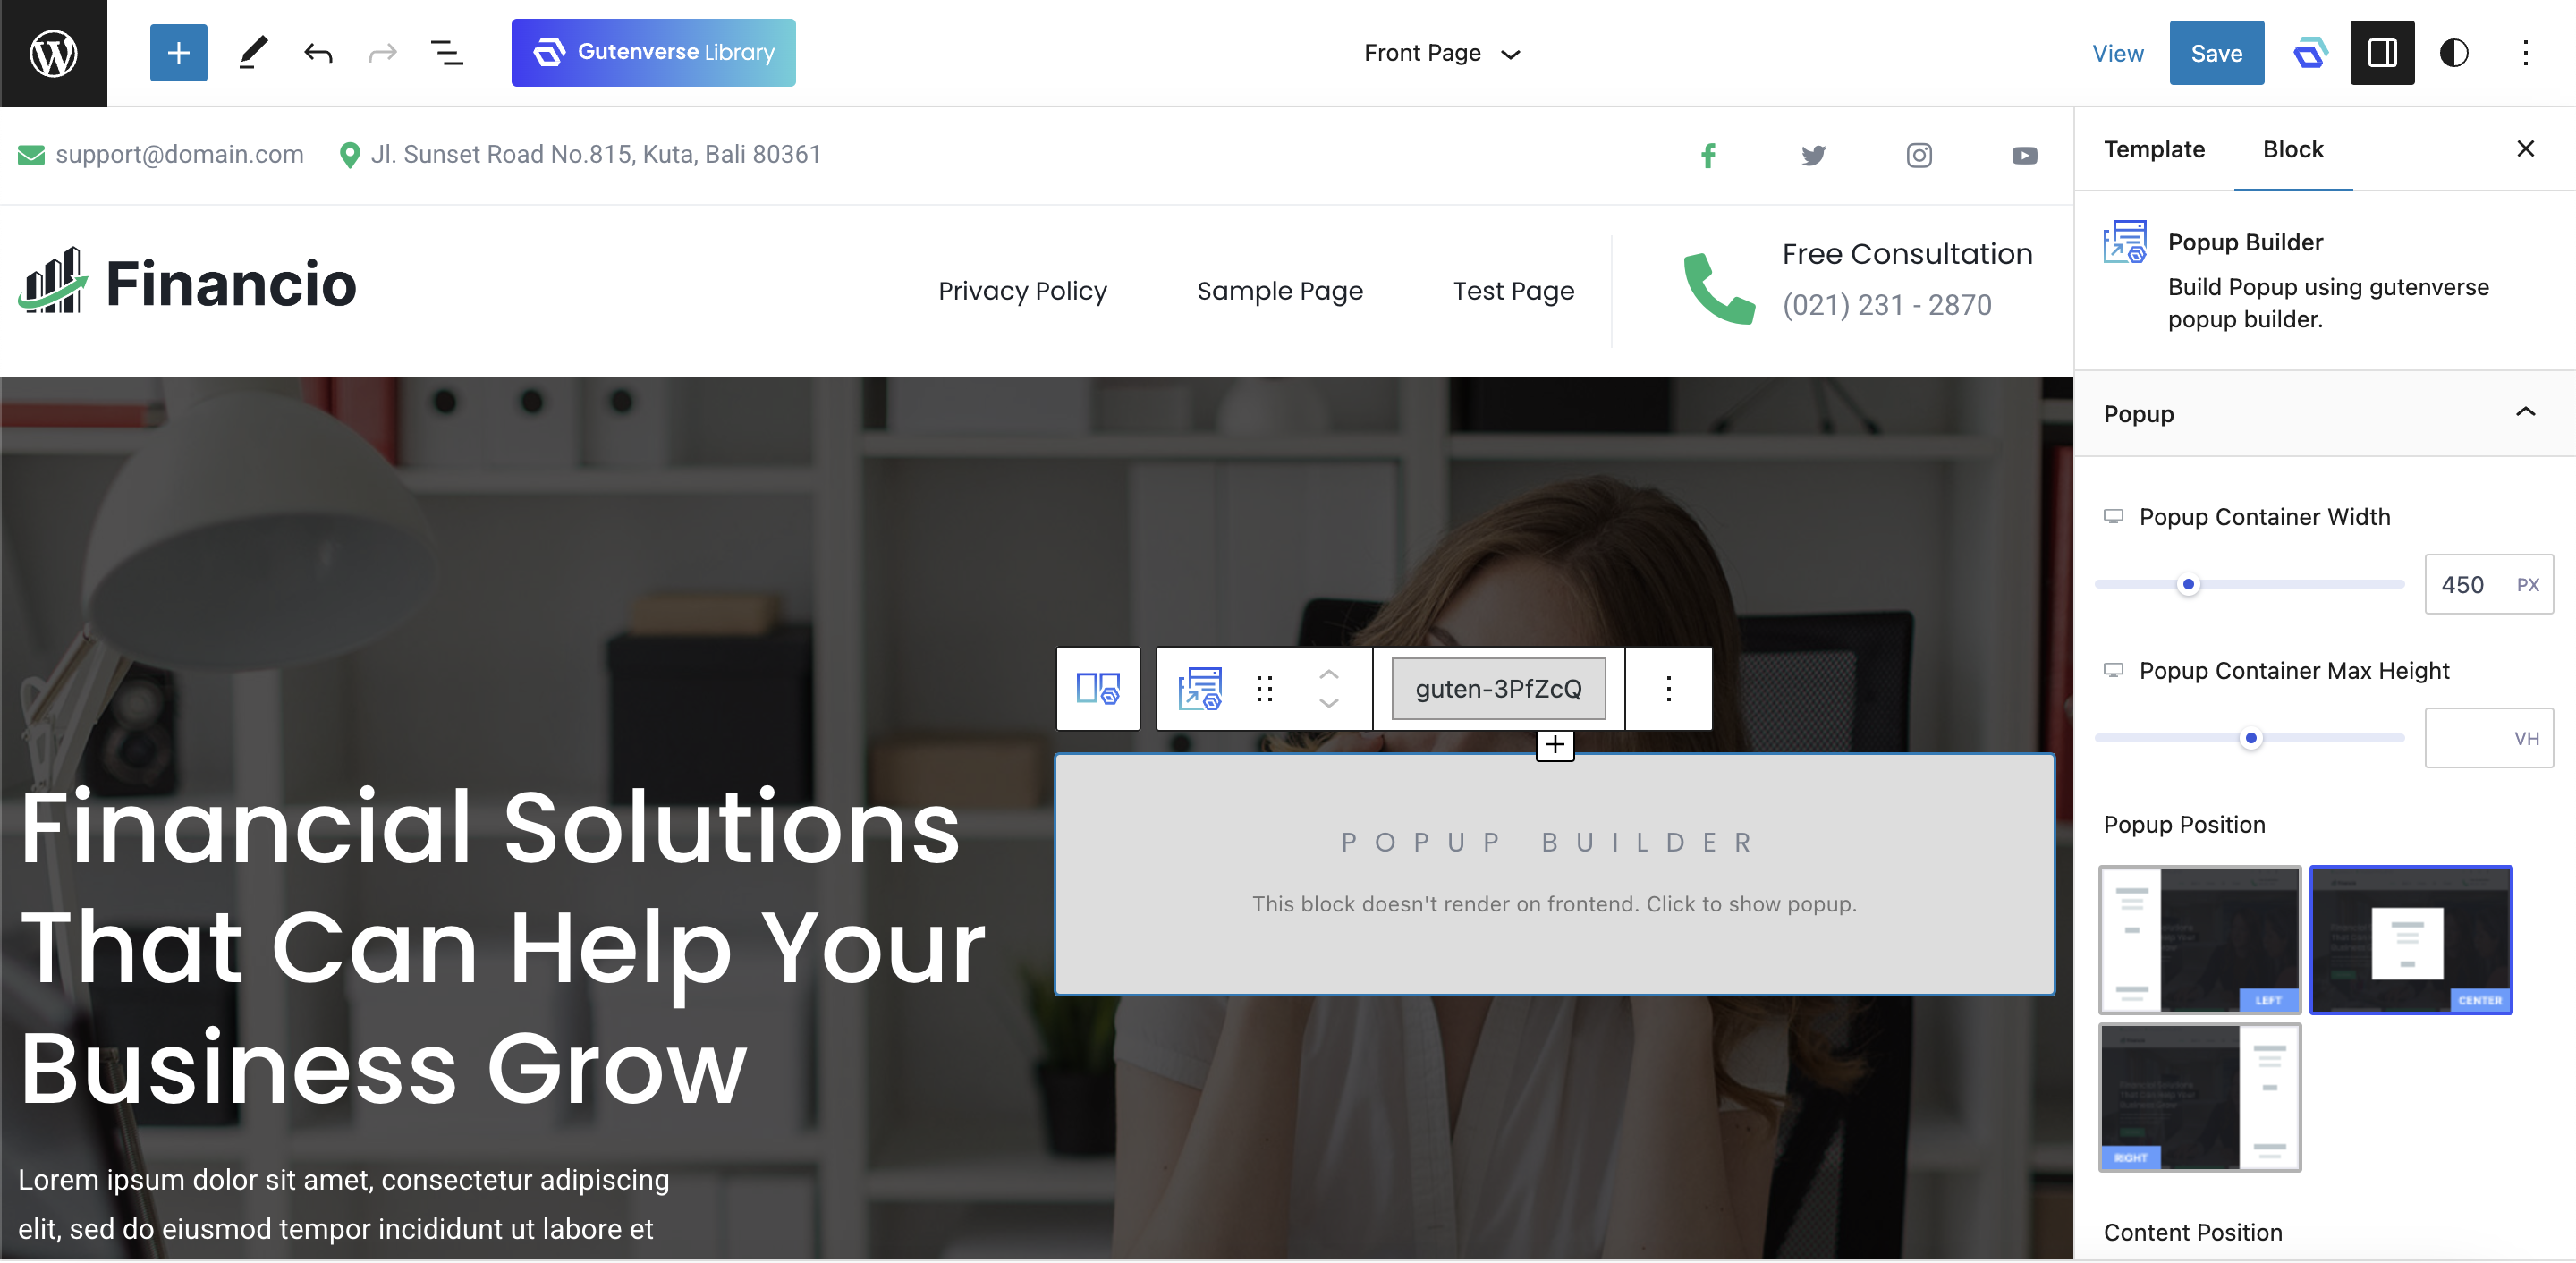 Gutenverse Library
Front Page
View
Save
support@domain.com
Jl. Sunset Road No.815, Kuta, Bali 80361
Financio
Privacy Policy
Sample Page
Test Page
Free Consultation
(021) 231 - 2870
guten-3PfZcQ
POPUP BUILDER
This block doesn't render on frontend. Click to show popup.
Financial Solutions
That Can Help Your
Business Grow
Lorem ipsum dolor sit amet, consectetur adipiscing
elit, sed do eiusmod tempor incididunt ut labore et
Template
Block
Popup Builder
Build Popup using gutenverse
popup builder.
Popup
Popup Container Width
450 PX
Popup Container Max Height
VH
Popup Position
LEFT
CENTER
RIGHT
Content Position